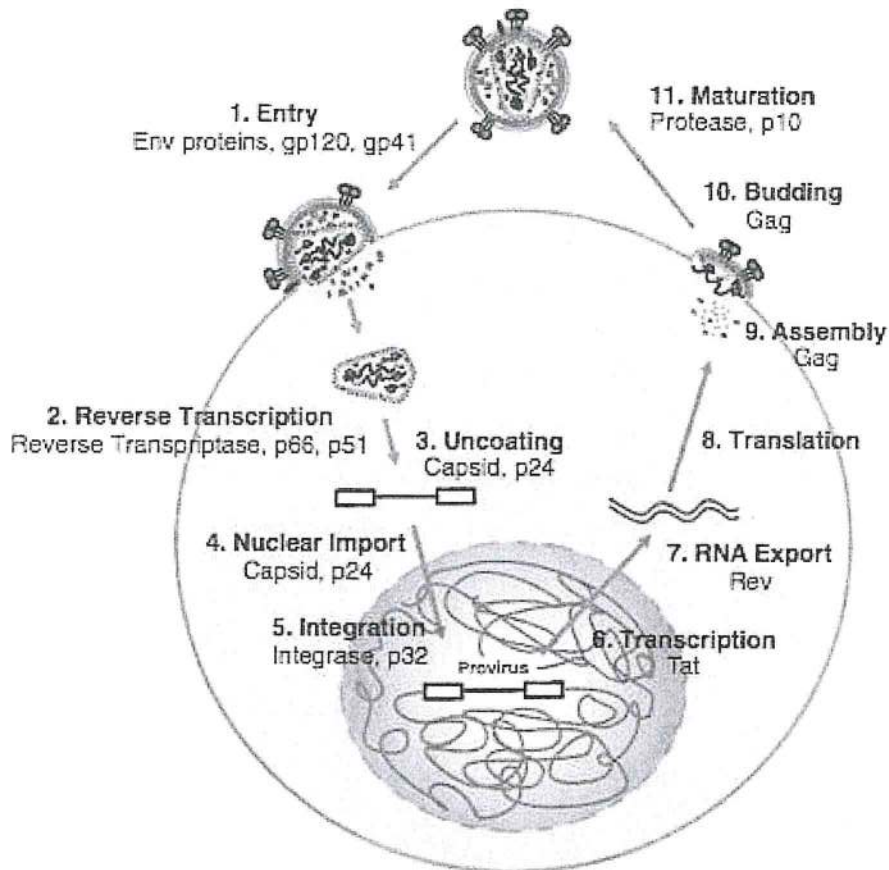 1. Entry
Env proteins, gp120, gp41
2. Reverse Transcription
Reverse Transpriptase, p66, p51
3. Uncoating
Capsid, p24
4. Nuclear Import
Capsid, p24
5. Integration
Integrase, p32
Provirus
6. Transcription
Tat
7. RNA Export
Rev
8. Translation
9. Assembly
Gag
10. Budding
Gag
11. Maturation
Protease, p10